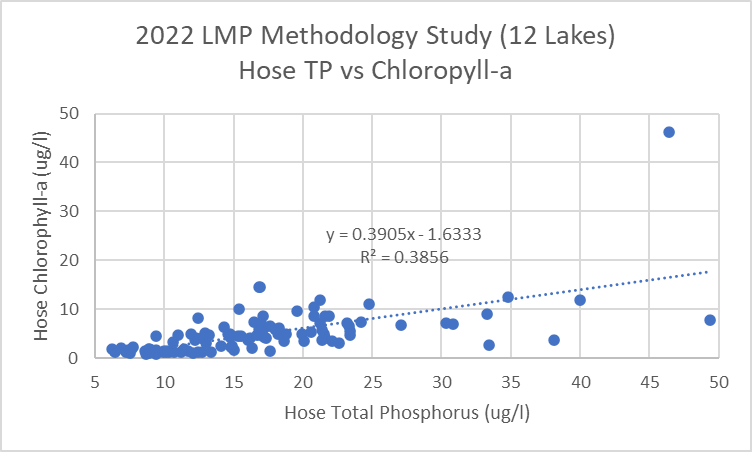 2022 LMP Methodology Study (12 Lakes)
Hose TP vs Chloropyll-a
Hose Chlorophyll-a (ug/l)
50
40
30
20
10
0
y = 0.3905x - 1.6333
R² = 0.3856
5 10 15 20 25 30 35 40 45 50
Hose Total Phosphorus (ug/l)